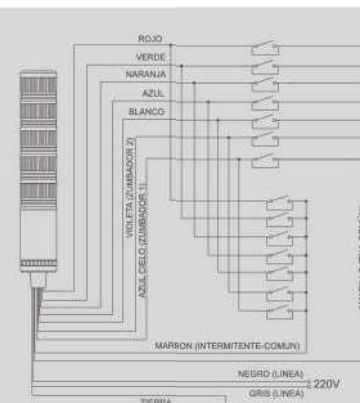 ROJO
VERDE
NARANJA
AZUL
BLANCO
VIOLETA (ZUMBADOR 2)
AZUL CIELO (ZUMBADOR 1)
MARRON (INTERMITENTE-COMUN)
NEGRO (LINEA)
220V
GRIS (LINEA)
TIERRA